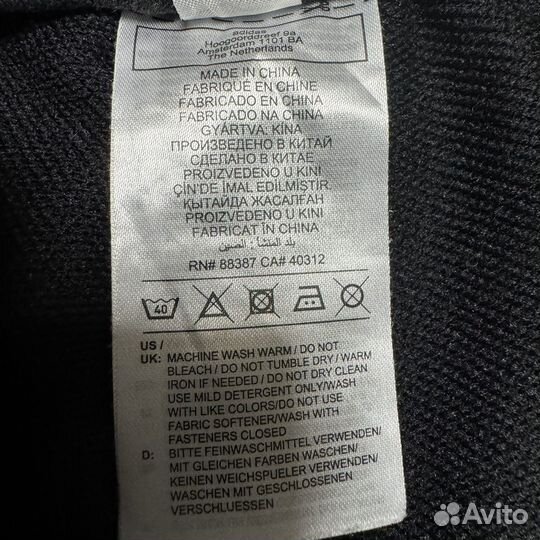 adidas
Hoogoorddreef 9a
Amsterdam 1101 BA
The Netherlands
MADE IN CHINA
FABRIQUÉ EN CHINE
FABRICADO EN CHINA
FABRICADO NA CHINA
GYÁRTVA: KÍNA
ПРОИЗВЕДЕНО В КИТАЙ
СДЕЛАНО В КИТАЕ
PROIZVEDENO U KINI
ÇİN'DE İMAL EDİLMİŞTİR.
ҚЫТАЙДА ЖАСАЛҒАН
PROIZVEDENO U KINI
FABRICAT ÎN CHINA
بلد المنشأ : الصين
RN# 88387 CA# 40312
40
US /
UK: MACHINE WASH WARM / DO NOT
BLEACH / DO NOT TUMBLE DRY / WARM
IRON IF NEEDED / DO NOT DRY CLEAN
USE MILD DETERGENT ONLY/WASH
WITH LIKE COLORS/DO NOT USE
FABRIC SOFTENER/WASH WITH
FASTENERS CLOSED
D: BITTE FEINWASCHMITTEL VERWENDEN/
MIT GLEICHEN FARBEN WASCHEN/
KEINEN WEICHSPUELER VERWENDEN/
WASCHEN MIT GESCHLOSSENEN
VERSCHLUESSEN
Avito